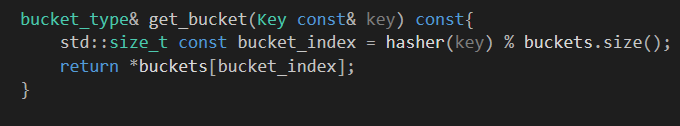 bucket_type& get_bucket(Key const& key) const{
    std::size_t const bucket_index = hasher(key) % buckets.size();
    return *buckets[bucket_index];
}